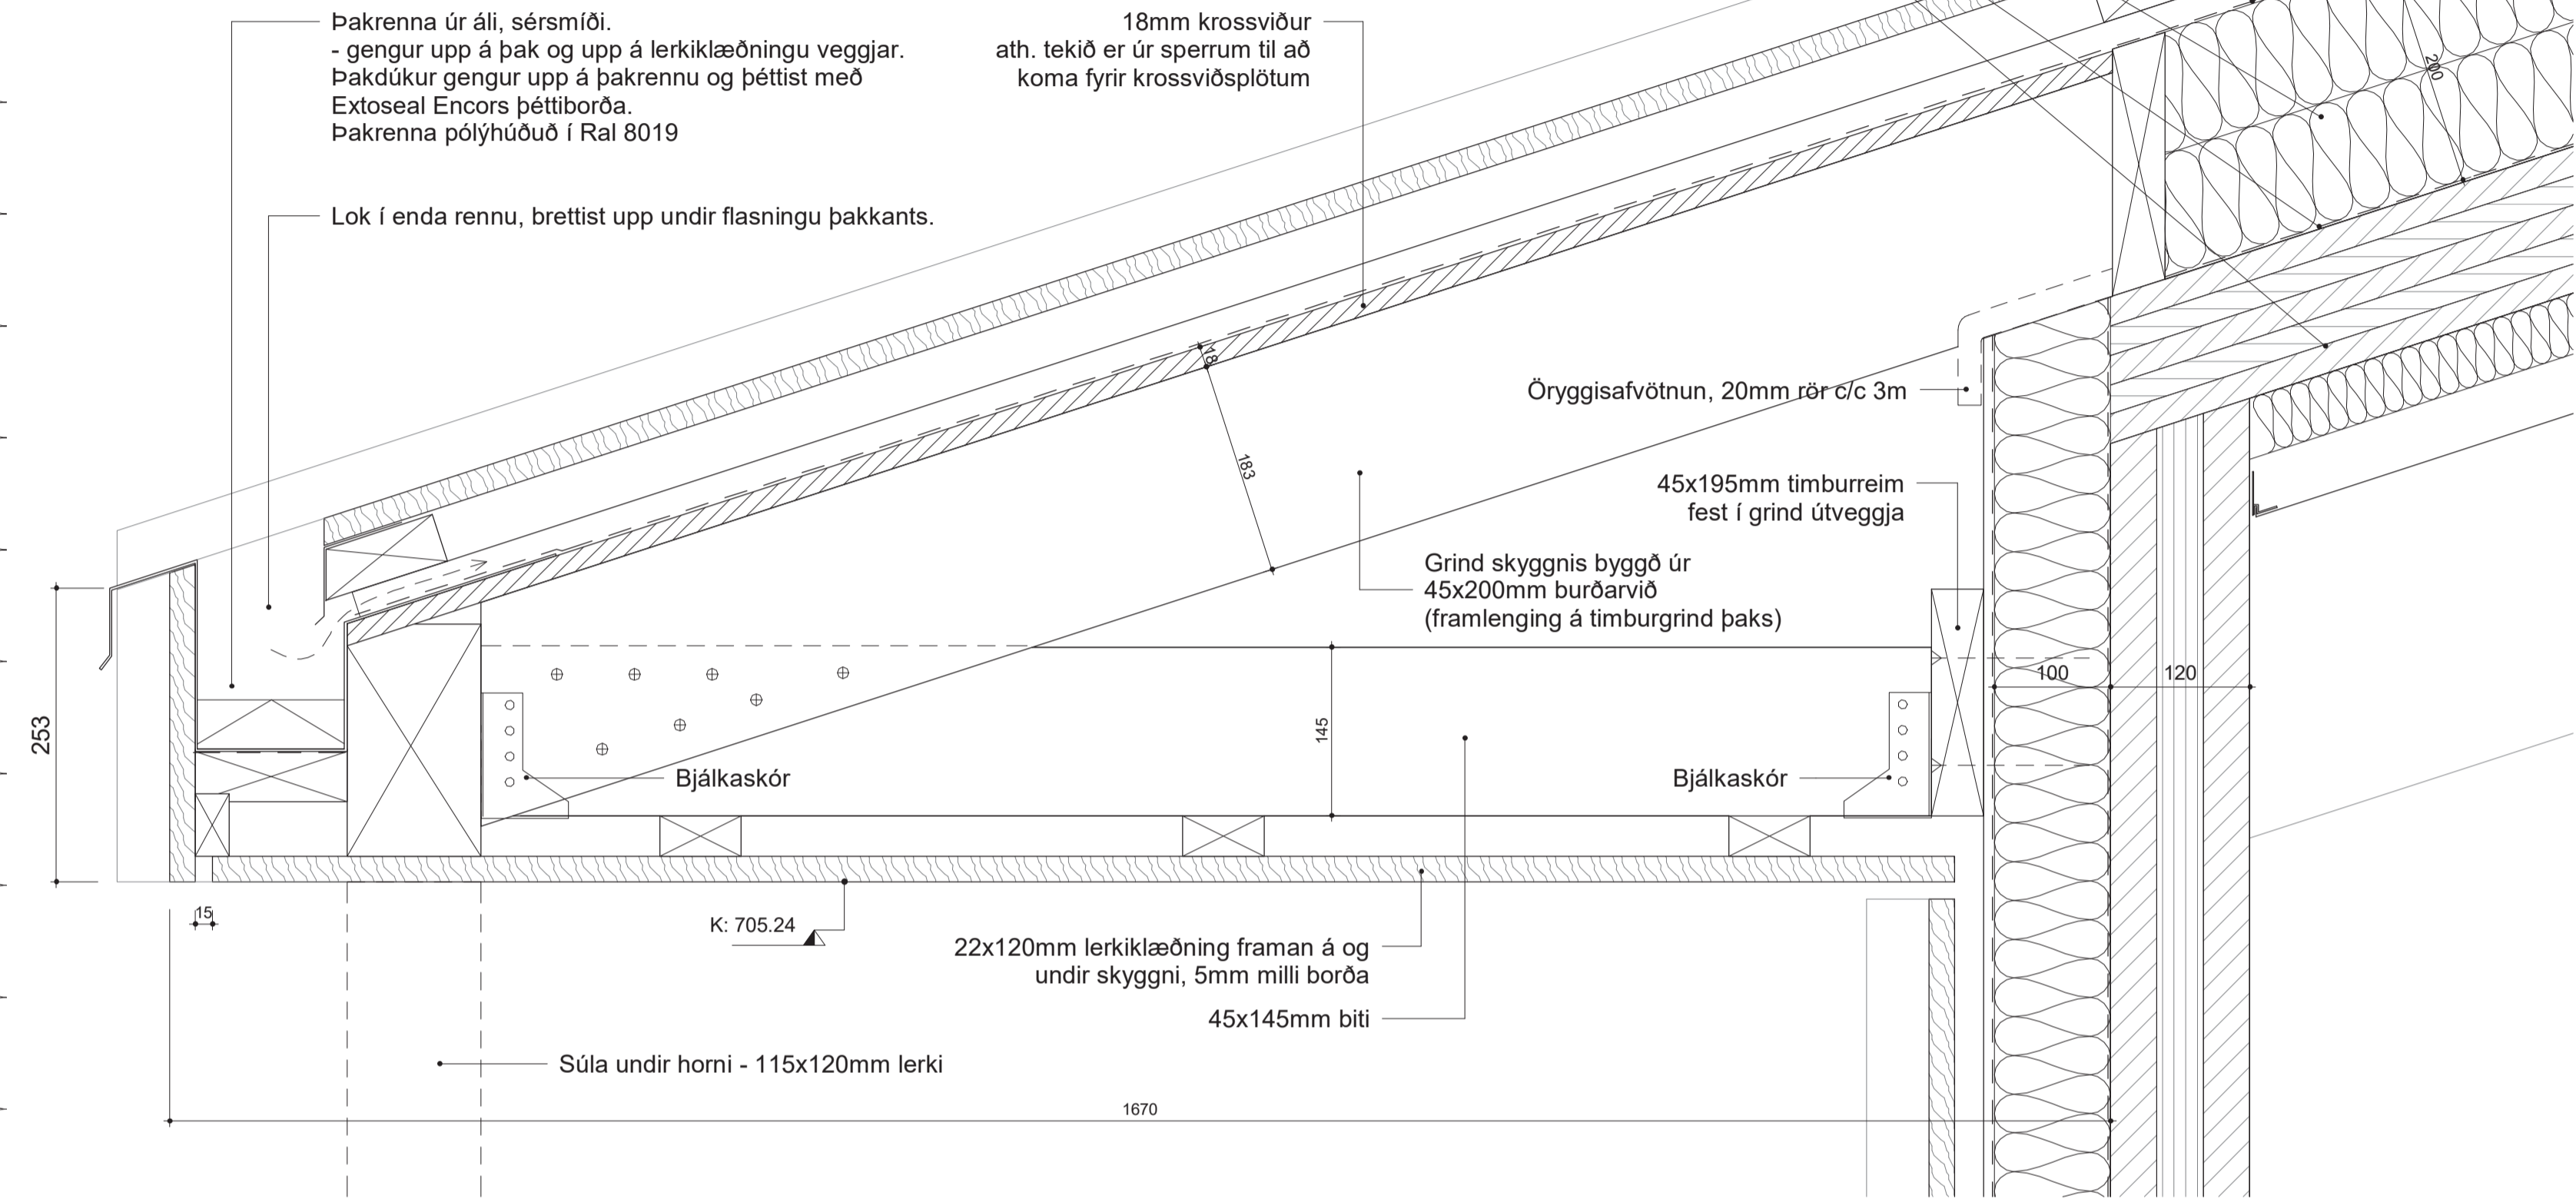 Þakrenna úr áli, sérsmíði.
- gengur upp á þak og upp á lerkiklæðningu veggjar.
Þakdúkur gengur upp á þakrennu og þéttist með
Extoseal Encors þéttiborða.
Þakrenna pólýhúðuð í Ral 8019
18mm krossviður
ath. tekið er úr sperrum til að
koma fyrir krossviðsplötum
200
Lok í enda rennu, brettist upp undir flasningu þakkants.
18
183
Öryggisafvötnun, 20mm rör c/c 3m
45x195mm timburreim
fest í grind útveggja
Grind skyggnis byggð úr
45x200mm burðarvið
(framlenging á timburgrind þaks)
100
120
253
145
Bjálkaskór
Bjálkaskór
15
K: 705.24
22x120mm lerkiklæðning framan á og
undir skyggni, 5mm milli borða
45x145mm biti
Súla undir horni - 115x120mm lerki
1670